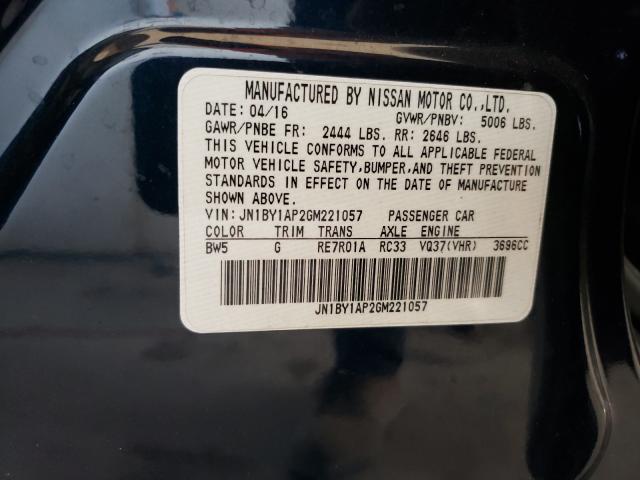 MANUFACTURED BY NISSAN MOTOR CO.,LTD.
DATE: 04/16 GVWR/PNBV: 5006 LBS.
GAWR/PNBE FR: 2444 LBS. RR: 2646 LBS.
THIS VEHICLE CONFORMS TO ALL APPLICABLE FEDERAL
MOTOR VEHICLE SAFETY,BUMPER,AND THEFT PREVENTION
STANDARDS IN EFFECT ON THE DATE OF MANUFACTURE
SHOWN ABOVE.
VIN: JN1BY1AP2GM221057 PASSENGER CAR
COLOR TRIM TRANS AXLE ENGINE
BW5 G RE7R01A RC33 VQ37(VHR) 3696CC
JN1BY1AP2GM221057